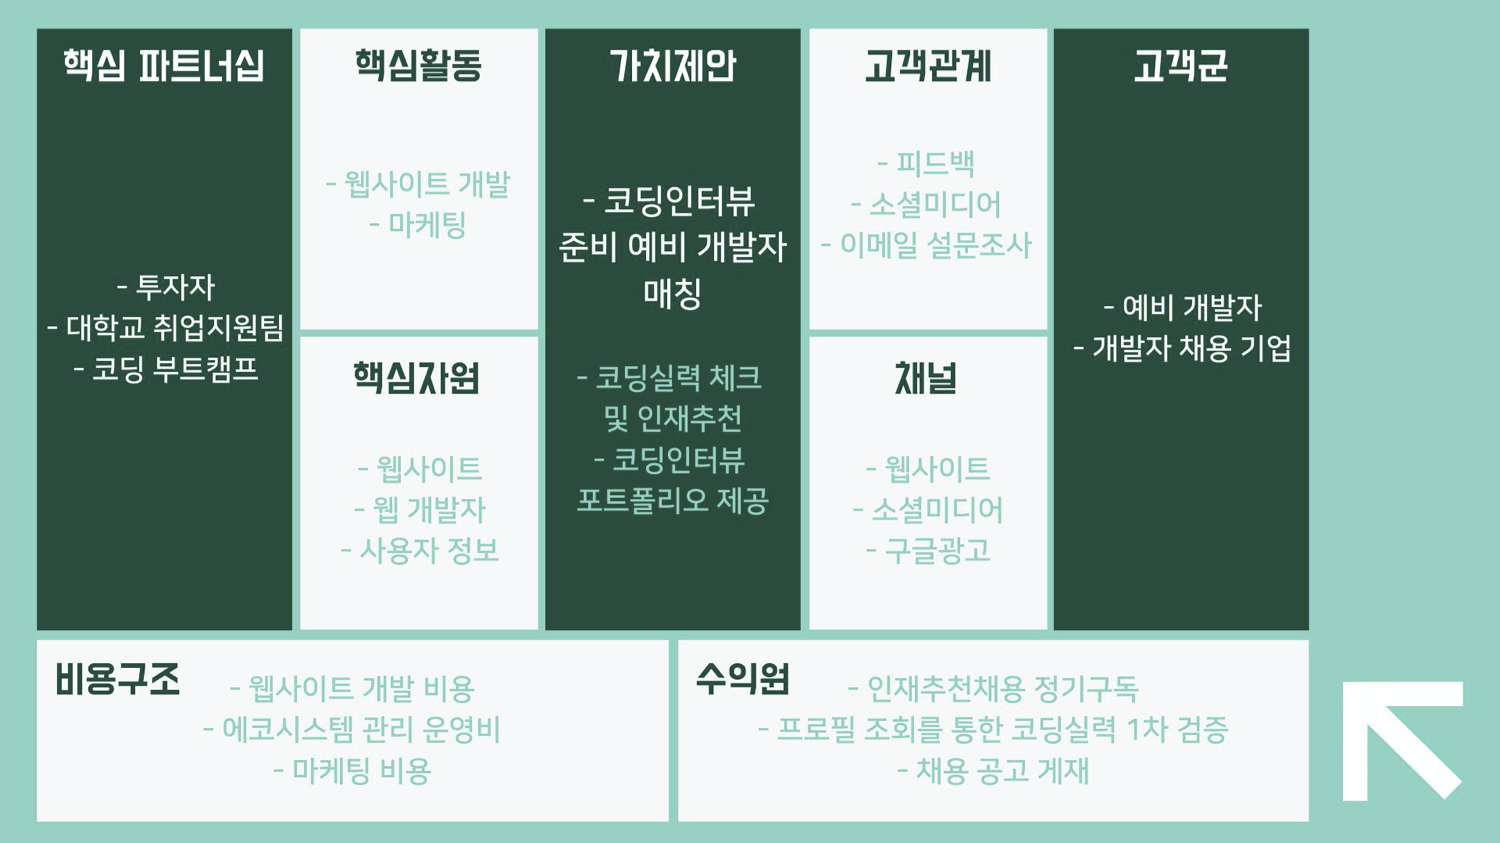 핵심 파트너십
- 투자자
- 대학교 취업지원팀
- 코딩 부트캠프
핵심활동
- 웹사이트 개발
- 마케팅
핵심자원
- 웹사이트
- 웹 개발자
- 사용자 정보
가치제안
- 코딩인터뷰
준비 예비 개발자
매칭
- 코딩실력 체크
및 인재추천
- 코딩인터뷰
포트폴리오 제공
고객관계
- 피드백
- 소셜미디어
- 이메일 설문조사
채널
- 웹사이트
- 소셜미디어
- 구글광고
고객군
- 예비 개발자
- 개발자 채용 기업
비용구조
- 웹사이트 개발 비용
- 에코시스템 관리 운영비
- 마케팅 비용
수익원
- 인재추천채용 정기구독
- 프로필 조회를 통한 코딩실력 1차 검증
- 채용 공고 게재